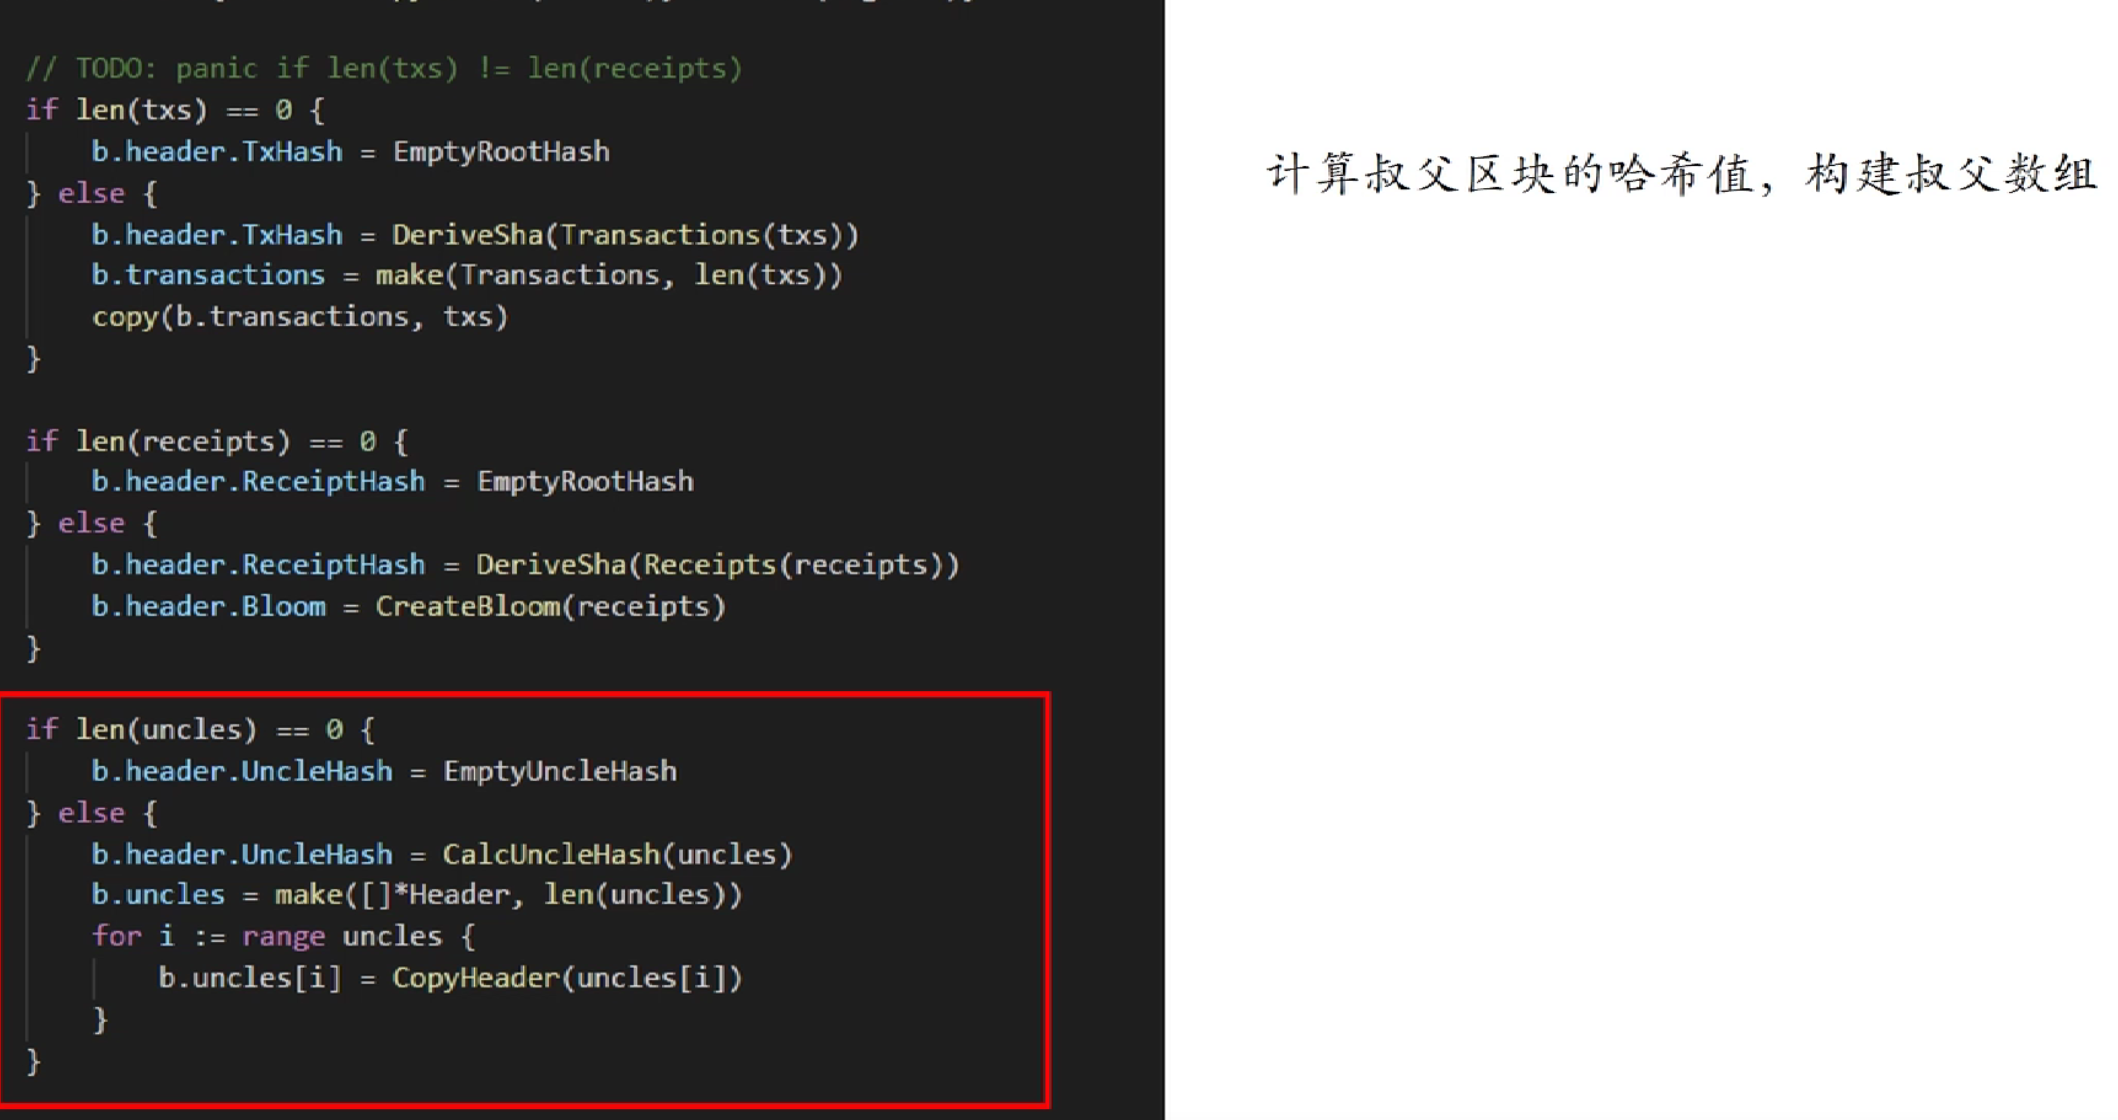 // TODO: panic if len(txs) != len(receipts)
if len(txs) == 0 {
b.header.TxHash = EmptyRootHash
} else {
b.header.TxHash = DeriveSha(Transactions(txs))
b.transactions = make(Transactions, len(txs))
copy(b.transactions, txs)
}
if len(receipts) == 0 {
b.header.ReceiptHash = EmptyRootHash
} else {
b.header.ReceiptHash = DeriveSha(Receipts(receipts))
b.header.Bloom = CreateBloom(receipts)
}
if len(uncles) == 0 {
b.header.UncleHash = EmptyUncleHash
} else {
b.header.UncleHash = CalcUncleHash(uncles)
b.uncles = make([]*Header, len(uncles))
for i := range uncles {
b.uncles[i] = CopyHeader(uncles[i])
}
}
计算叔父区块的哈希值，构建叔父数组